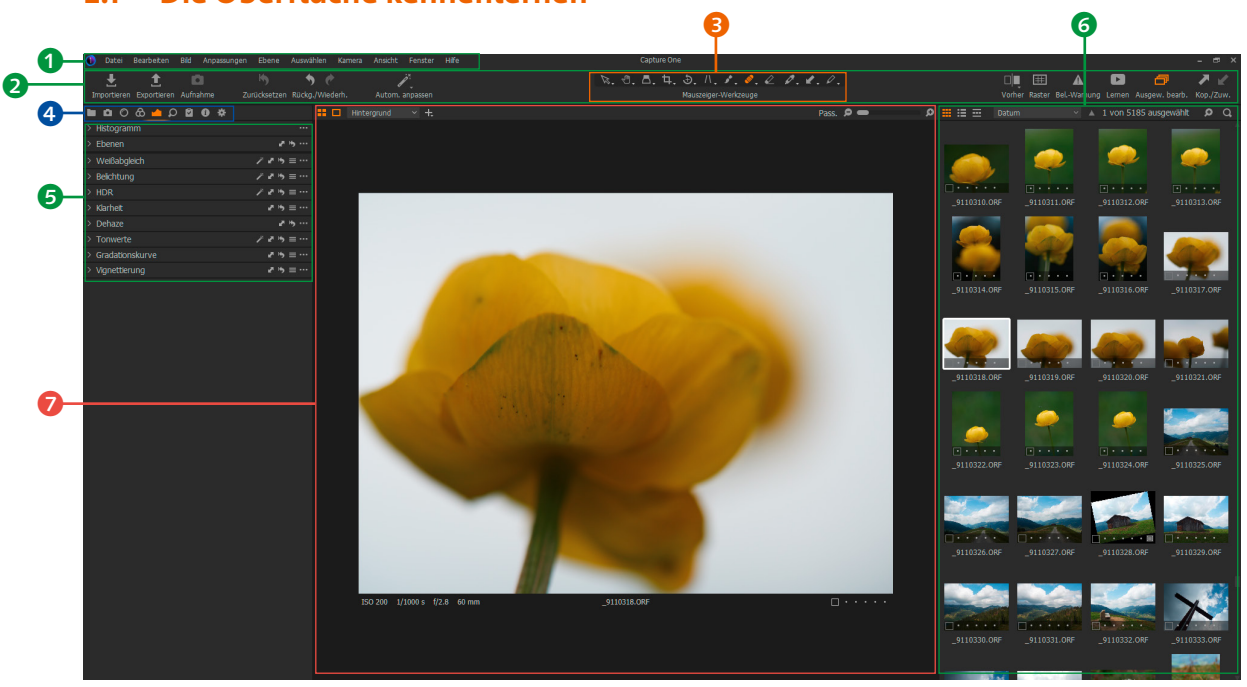 2.1 Die Oberfläche kennenlernen
3
6
1
Datei Bearbeiten Bild Anpassungen Ebene Auswählen Kamera Ansicht Fenster Hilfe
Capture One
2
Importieren Exportieren Aufnahme Zurücksetzen Rückg./Wiederh. Autom. anpassen
Mauszeiger-Werkzeuge
Vorher Raster Bel.-Warnung Lernen Ausgew. bearb. Kop./Zuw.
4
Hintergrund
Pass.
Datum
1 von 5185 ausgewählt
5
Histogramm
Ebenen
Weißabgleich
Belichtung
HDR
Klarheit
Dehaze
Tonwerte
Gradationskurve
Vignettierung
_9110310.ORF _9110311.ORF _9110312.ORF _9110313.ORF
_9110314.ORF _9110315.ORF _9110316.ORF _9110317.ORF
_9110318.ORF _9110319.ORF _9110320.ORF _9110321.ORF
7
_9110322.ORF _9110323.ORF _9110324.ORF _9110325.ORF
_9110326.ORF _9110327.ORF _9110328.ORF _9110329.ORF
ISO 200 1/1000 s f/2.8 60 mm
_9110318.ORF
_9110330.ORF _9110331.ORF _9110332.ORF _9110333.ORF